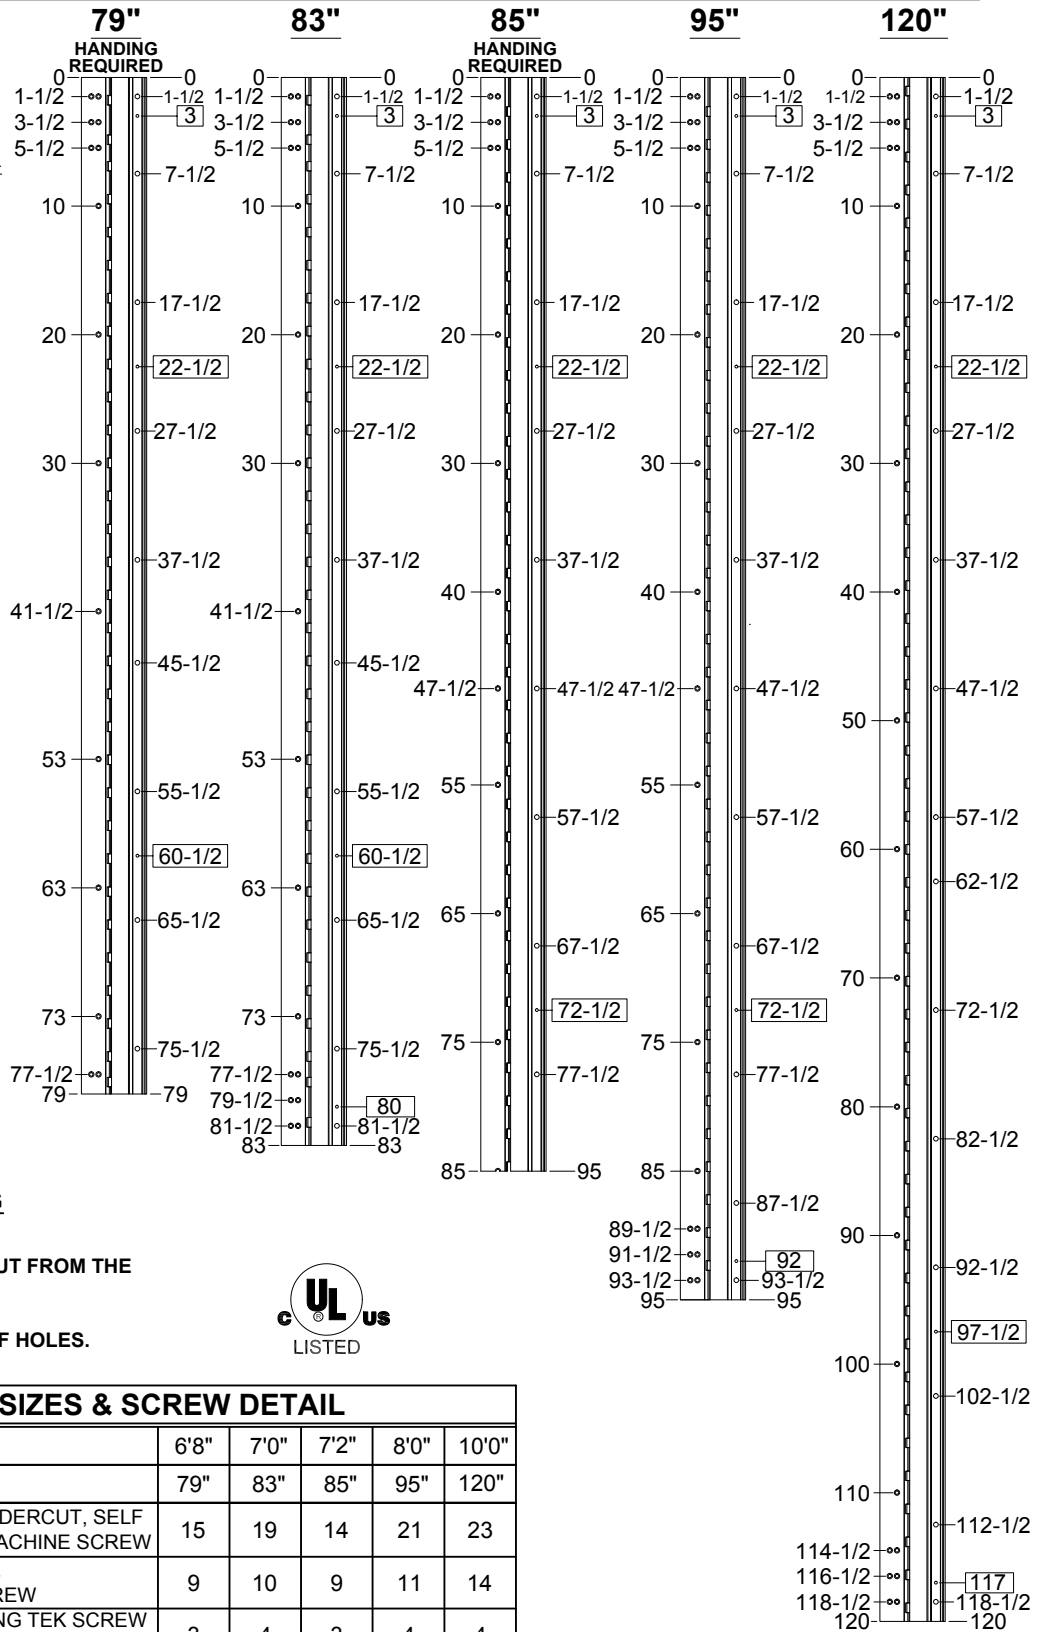 79" 83" 85" 95" 120"
HANDING REQUIRED
HANDING REQUIRED
0 0 0 0 0 0 0 0 0 0
1-1/2 1-1/2 1-1/2 1-1/2 1-1/2 1-1/2 1-1/2 1-1/2 1-1/2 1-1/2
3 3 3 3 3
3-1/2 3-1/2 3-1/2 3-1/2 3-1/2
5-1/2 5-1/2 5-1/2 5-1/2 5-1/2
7-1/2 7-1/2 7-1/2 7-1/2 7-1/2
10 10 10 10 10
17-1/2 17-1/2 17-1/2 17-1/2 17-1/2
20 20 20 20 20
22-1/2 22-1/2 22-1/2 22-1/2 22-1/2
27-1/2 27-1/2 27-1/2 27-1/2 27-1/2
30 30 30 30 30
37-1/2 37-1/2 37-1/2 37-1/2 37-1/2
40 40 40
41-1/2 41-1/2
45-1/2 45-1/2
47-1/2 47-1/2 47-1/2 47-1/2 47-1/2
50
53 53
55 55
55-1/2 55-1/2
57-1/2 57-1/2 57-1/2
60-1/2 60-1/2 60
62-1/2
63 63
65 65
65-1/2 65-1/2
67-1/2 67-1/2
70
72-1/2 72-1/2 72-1/2
73 73
75 75
75-1/2 75-1/2
77-1/2 77-1/2 77-1/2 77-1/2
79 79
79-1/2 80 80
81-1/2 81-1/2 82-1/2
83 83
85 95 85
87-1/2
89-1/2 90
91-1/2 92 92-1/2
93-1/2 93-1/2
95 95
97-1/2
100
102-1/2
110
112-1/2
114-1/2
116-1/2 117
118-1/2 118-1/2
120 120
UT FROM THE
F HOLES.
C UL ® US
LISTED
SIZES & SCREW DETAIL
6'8" 7'0" 7'2" 8'0" 10'0"
79" 83" 85" 95" 120"
DERCUT, SELF
ACHINE SCREW 15 19 14 21 23
REW 9 10 9 11 14
NG TEK SCREW